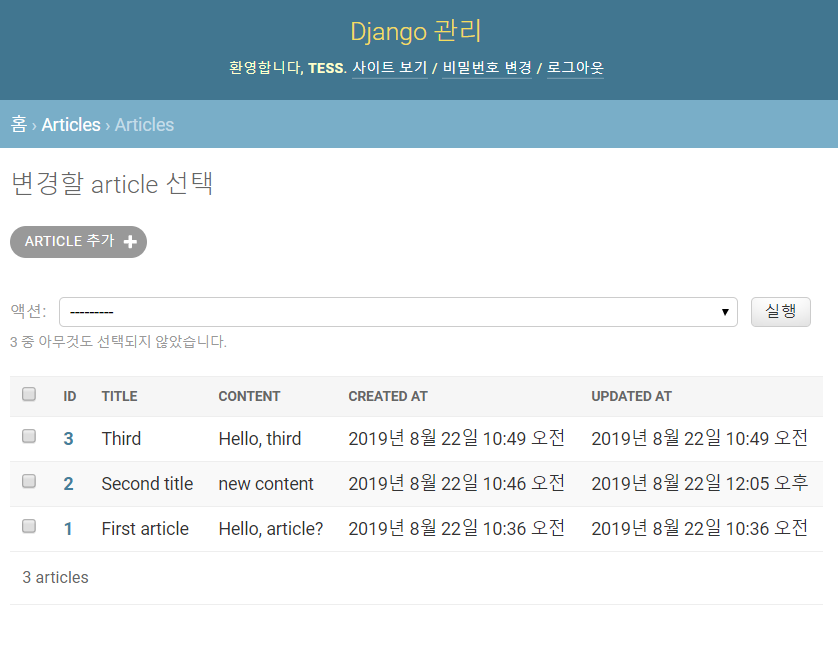 Django 관리
환영합니다, TESS. 사이트 보기 / 비밀번호 변경 / 로그아웃
홈 › Articles › Articles
변경할 article 선택
ARTICLE 추가
액션: --------- 실행
3 중 아무것도 선택되지 않았습니다.
ID TITLE CONTENT CREATED AT UPDATED AT
3 Third Hello, third 2019년 8월 22일 10:49 오전 2019년 8월 22일 10:49 오전
2 Second title new content 2019년 8월 22일 10:46 오전 2019년 8월 22일 12:05 오후
1 First article Hello, article? 2019년 8월 22일 10:36 오전 2019년 8월 22일 10:36 오전
3 articles